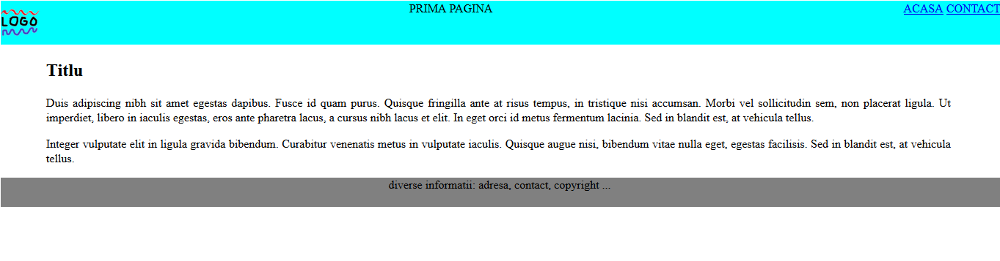 LOGO
PRIMA PAGINA
ACASA CONTACT
Titlu
Duis adipiscing nibh sit amet egestas dapibus. Fusce id quam purus. Quisque fringilla ante at risus tempus, in tristique nisi accumsan. Morbi vel sollicitudin sem, non placerat ligula. Ut
imperdiet, libero in iaculis egestas, eros ante pharetra lacus, a cursus nibh lacus et elit. In eget orci id metus fermentum lacinia. Sed in blandit est, at vehicula tellus.
Integer vulputate elit in ligula gravida bibendum. Curabitur venenatis metus in vulputate iaculis. Quisque augue nisi, bibendum vitae nulla eget, egestas facilisis. Sed in blandit est, at vehicula
tellus.
diverse informatii: adresa, contact, copyright ...